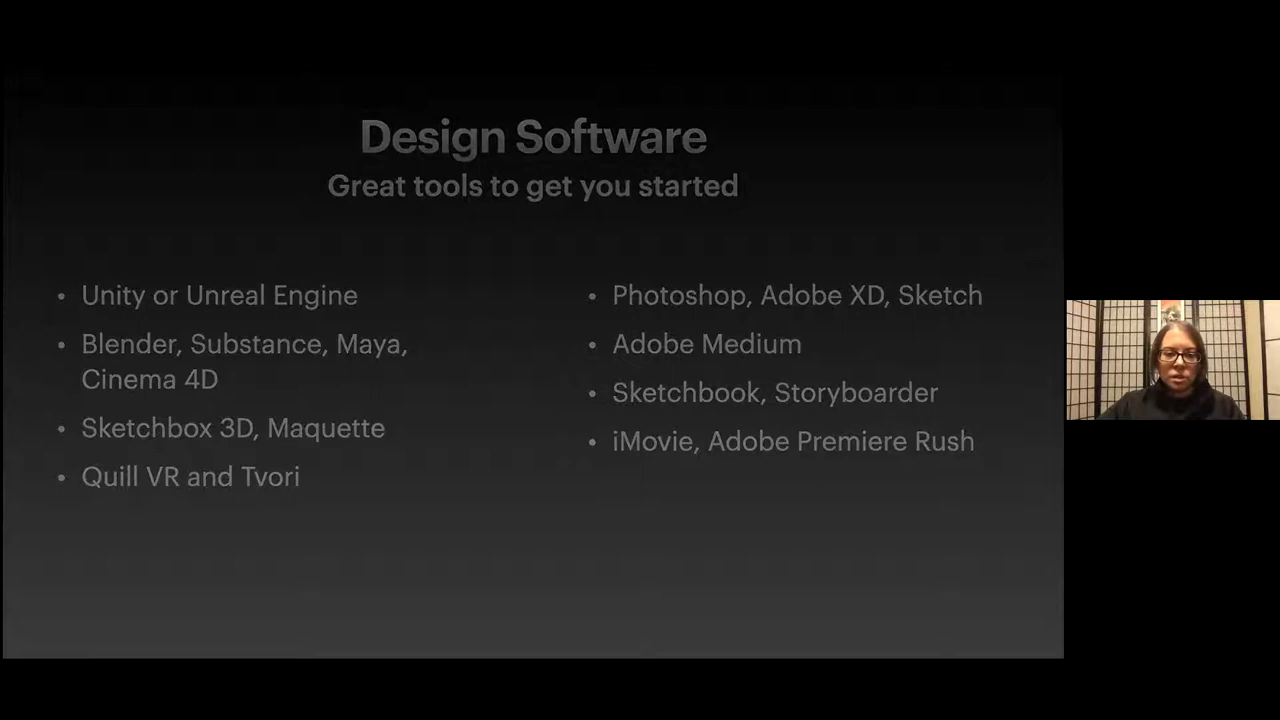 Design Software
Great tools to get you started
• Unity or Unreal Engine
• Blender, Substance, Maya,
Cinema 4D
• Sketchbox 3D, Maquette
• Quill VR and Tvori
• Photoshop, Adobe XD, Sketch
• Adobe Medium
• Sketchbook, Storyboarder
• iMovie, Adobe Premiere Rush